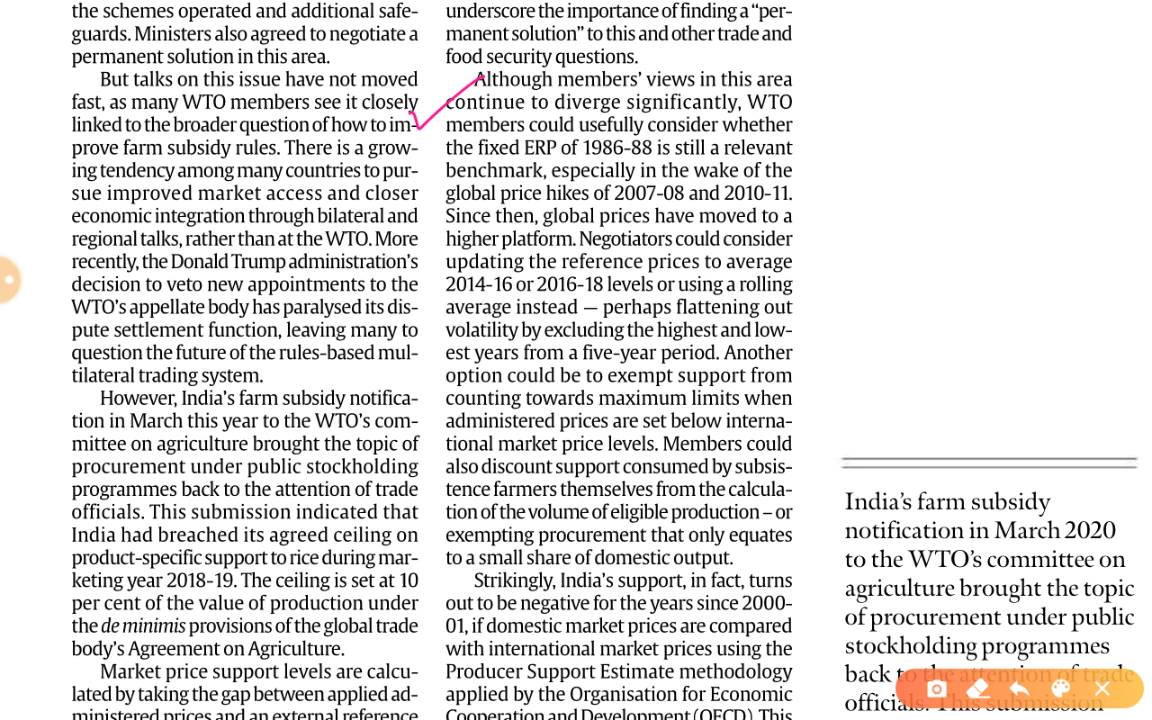 the schemes operated and additional safe-
guards. Ministers also agreed to negotiate a
permanent solution in this area.
But talks on this issue have not moved
fast, as many WTO members see it closely
linked to the broader question of how to im-
prove farm subsidy rules. There is a grow-
ing tendency among many countries to pur-
sue improved market access and closer
economic integration through bilateral and
regional talks, rather than at the WTO. More
recently, the Donald Trump administration's
decision to veto new appointments to the
WTO's appellate body has paralysed its dis-
pute settlement function, leaving many to
question the future of the rules-based mul-
tilateral trading system.
However, India's farm subsidy notifica-
tion in March this year to the WTO's com-
mittee on agriculture brought the topic of
procurement under public stockholding
programmes back to the attention of trade
officials. This submission indicated that
India had breached its agreed ceiling on
product-specific support to rice during mar-
keting year 2018-19. The ceiling is set at 10
per cent of the value of production under
the de minimis provisions of the global trade
body's Agreement on Agriculture.
Market price support levels are calcu-
lated by taking the gap between applied ad-
ministered prices and an external reference
underscore the importance of finding a “per-
manent solution” to this and other trade and
food security questions.
Although members' views in this area
continue to diverge significantly, WTO
members could usefully consider whether
the fixed ERP of 1986-88 is still a relevant
benchmark, especially in the wake of the
global price hikes of 2007-08 and 2010-11.
Since then, global prices have moved to a
higher platform. Negotiators could consider
updating the reference prices to average
2014-16 or 2016-18 levels or using a rolling
average instead — perhaps flattening out
volatility by excluding the highest and low-
est years from a five-year period. Another
option could be to exempt support from
counting towards maximum limits when
administered prices are set below interna-
tional market price levels. Members could
also discount support consumed by subsis-
tence farmers themselves from the calcula-
tion of the volume of eligible production – or
exempting procurement that only equates
to a small share of domestic output.
Strikingly, India's support, in fact, turns
out to be negative for the years since 2000-
01, if domestic market prices are compared
with international market prices using the
Producer Support Estimate methodology
applied by the Organisation for Economic
Cooperation and Development (OECD). This
India's farm subsidy
notification in March 2020
to the WTO's committee on
agriculture brought the topic
of procurement under public
stockholding programmes
back to the attention of trade
officials. This submission